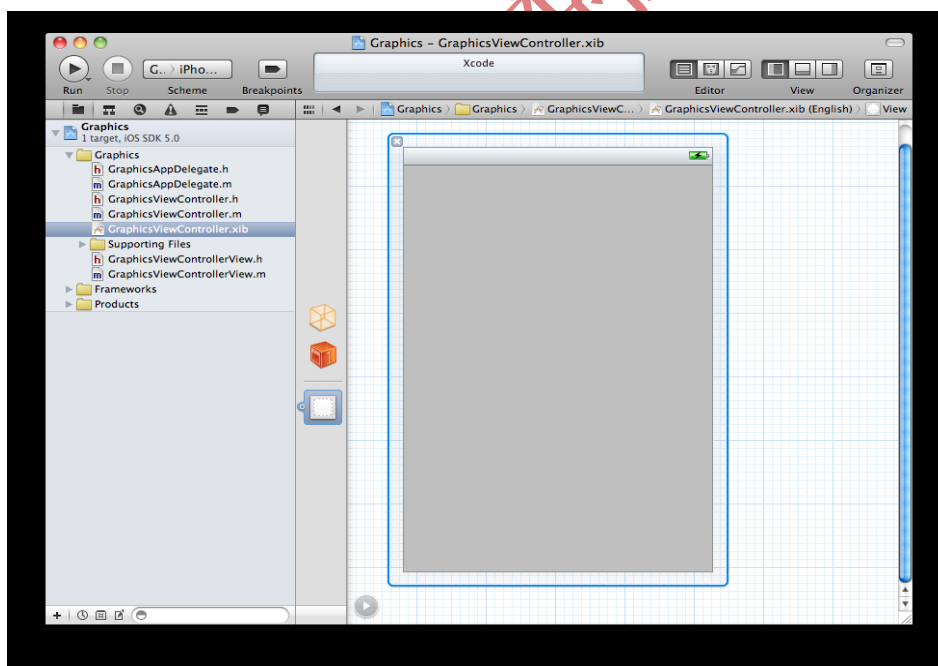 Graphics – GraphicsViewController.xib
Xcode
G.. 〉 iPho...
Run Stop Scheme Breakpoints Editor View Organizer
Graphics 〉 Graphics 〉 GraphicsViewC... 〉 GraphicsViewController.xib (English) 〉 View
Graphics
1 target, iOS SDK 5.0
Graphics
h GraphicsAppDelegate.h
m GraphicsAppDelegate.m
h GraphicsViewController.h
m GraphicsViewController.m
GraphicsViewController.xib
Supporting Files
h GraphicsViewControllerView.h
m GraphicsViewControllerView.m
Frameworks
Products